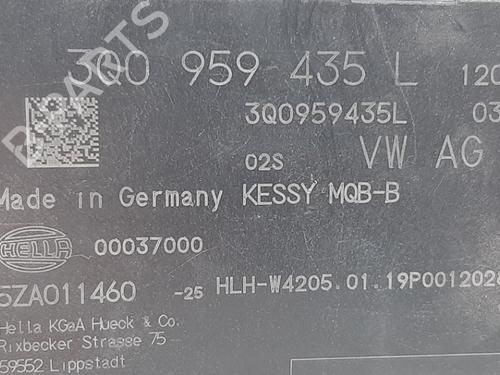 PARTS
3Q0 959 435 L 120
3Q0959435L 03
02S VW AG
Made in Germany KESSY MQB-B
HELLA 00037000
5ZA011460 -25 HLH-W4205.01.19P0012028
Hella KGaA Hueck & Co.
Rixbecker Strasse 75
59552 Lippstadt